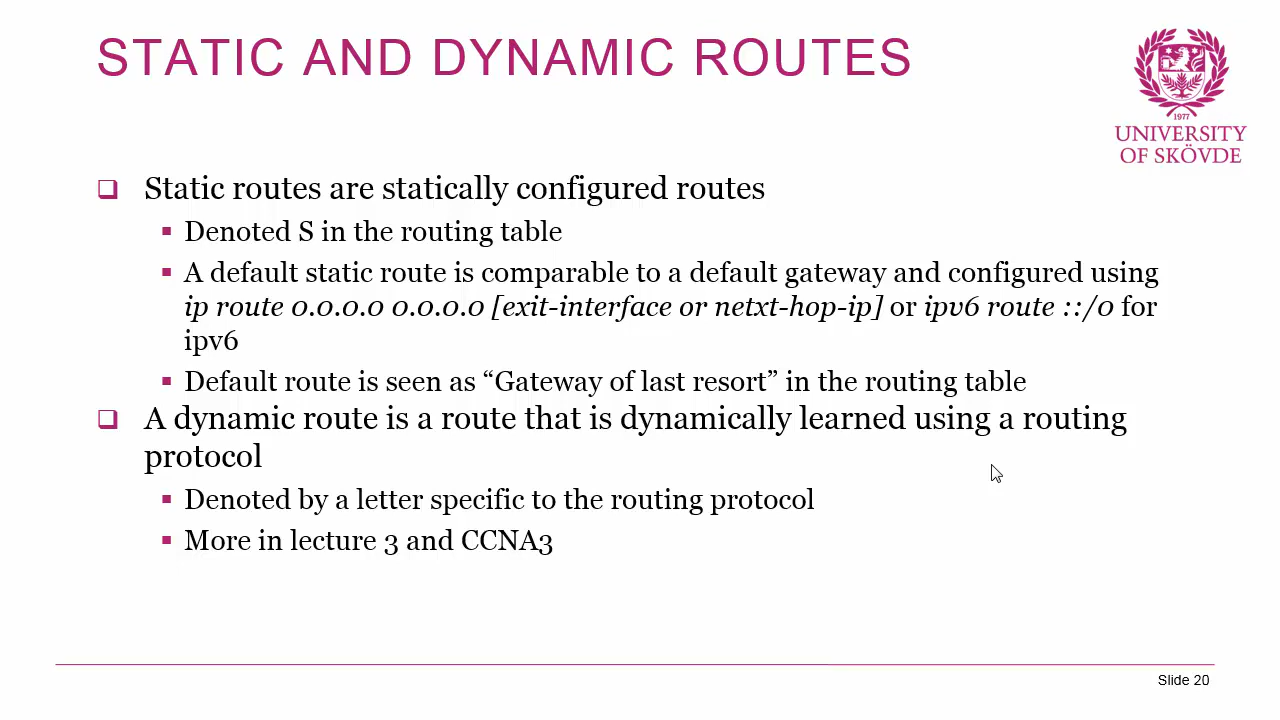 STATIC AND DYNAMIC ROUTES
1977
UNIVERSITY
OF SKÖVDE
Static routes are statically configured routes
Denoted S in the routing table
A default static route is comparable to a default gateway and configured using
ip route 0.0.0.0 0.0.0.0 [exit-interface or netxt-hop-ip] or ipv6 route ::/0 for
ipv6
Default route is seen as “Gateway of last resort” in the routing table
A dynamic route is a route that is dynamically learned using a routing
protocol
Denoted by a letter specific to the routing protocol
More in lecture 3 and CCNA3
Slide 20